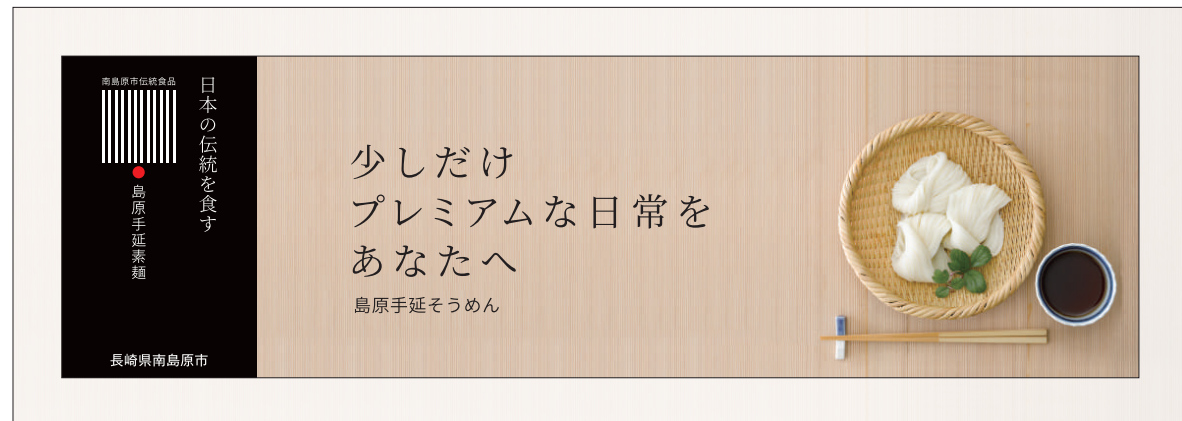 南島原市伝統食品
日本の伝統を食す
島原手延素麺
長崎県南島原市
少しだけ
プレミアムな日常を
あなたへ
島原手延そうめん